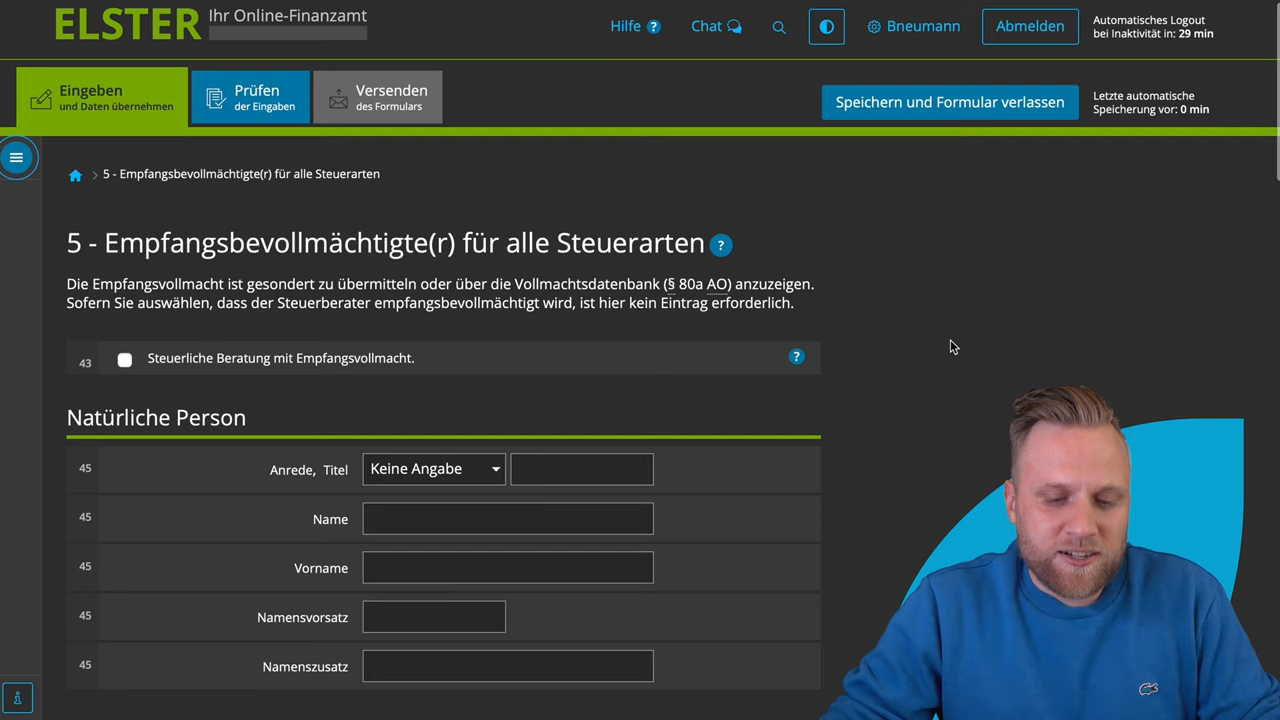 ELSTER
Ihr Online-Finanzamt
Hilfe ?
Chat
Bneumann
Abmelden
Automatisches Logout
bei Inaktivität in: 29 min
Eingeben
und Daten übernehmen
Prüfen
der Eingaben
Versenden
des Formulars
Speichern und Formular verlassen
Letzte automatische
Speicherung vor: 0 min
5 - Empfangsbevollmächtigte(r) für alle Steuerarten
5 - Empfangsbevollmächtigte(r) für alle Steuerarten ?
Die Empfangsvollmacht ist gesondert zu übermitteln oder über die Vollmachtsdatenbank (§ 80a AO) anzuzeigen.
Sofern Sie auswählen, dass der Steuerberater empfangsbevollmächtigt wird, ist hier kein Eintrag erforderlich.
43 Steuerliche Beratung mit Empfangsvollmacht. ?
Natürliche Person
45 Anrede, Titel Keine Angabe
45 Name
45 Vorname
45 Namensvorsatz
45 Namenszusatz
i